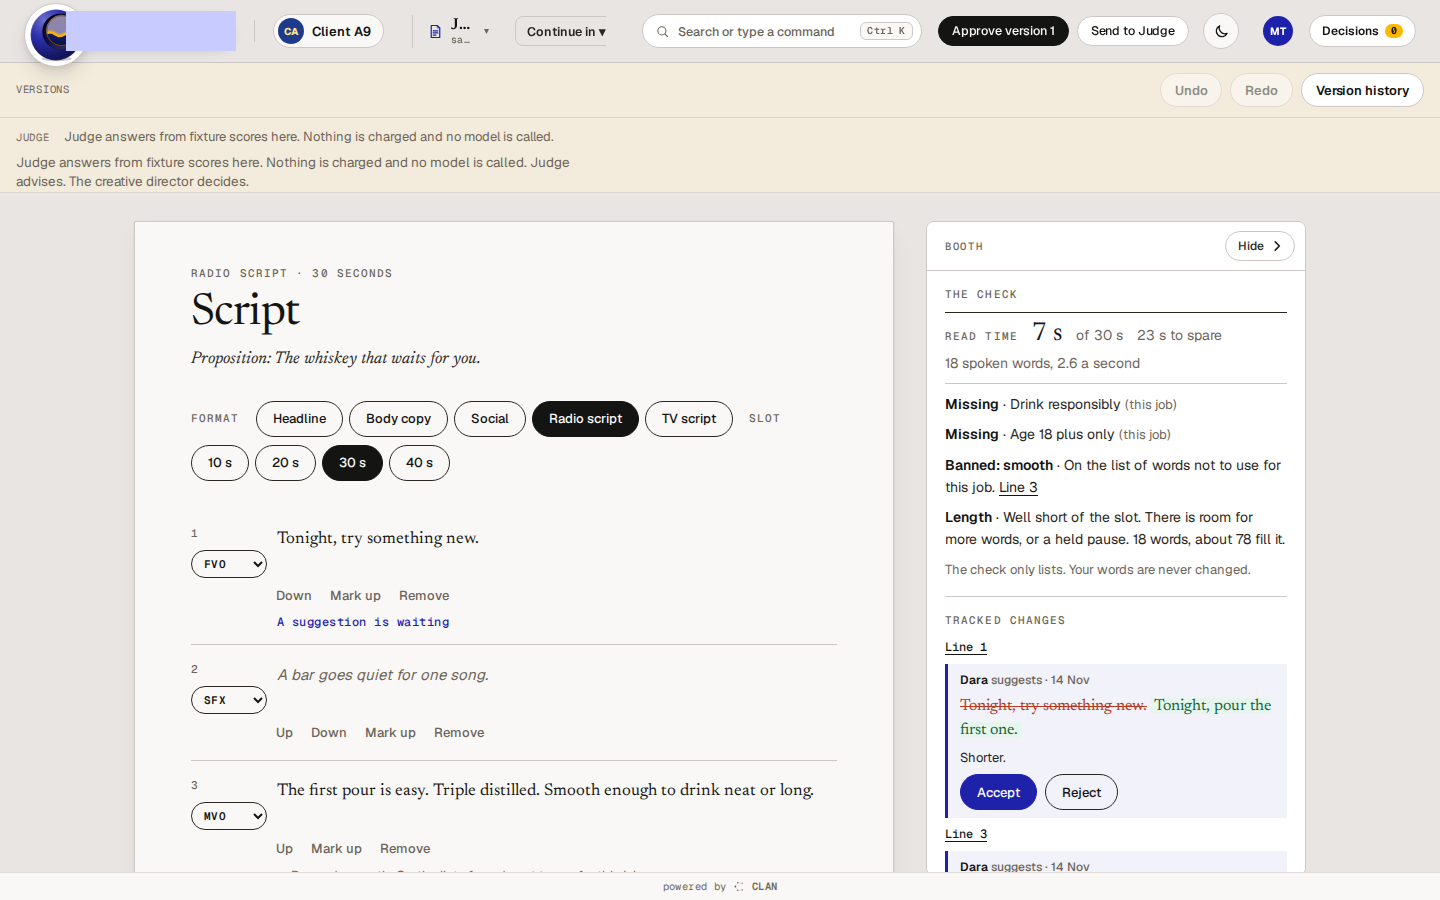 CA Client A9
J…
sa…
▾
Continue in ▾
Search or type a command
Ctrl K
Approve version 1
Send to Judge
MT
Decisions 0
VERSIONS
Undo
Redo
Version history
JUDGE Judge answers from fixture scores here. Nothing is charged and no model is called.
Judge answers from fixture scores here. Nothing is charged and no model is called. Judge
advises. The creative director decides.
RADIO SCRIPT · 30 SECONDS
Script
Proposition: The whiskey that waits for you.
FORMAT Headline Body copy Social Radio script TV script SLOT
10 s 20 s 30 s 40 s
1
Tonight, try something new.
FVO
Down Mark up Remove
A suggestion is waiting
2
A bar goes quiet for one song.
SFX
Up Down Mark up Remove
3
The first pour is easy. Triple distilled. Smooth enough to drink neat or long.
MVO
Up Mark up Remove
BOOTH
Hide
THE CHECK
READ TIME 7 s of 30 s 23 s to spare
18 spoken words, 2.6 a second
Missing · Drink responsibly (this job)
Missing · Age 18 plus only (this job)
Banned: smooth · On the list of words not to use for
this job. Line 3
Length · Well short of the slot. There is room for
more words, or a held pause. 18 words, about 78 fill it.
The check only lists. Your words are never changed.
TRACKED CHANGES
Line 1
Dara suggests · 14 Nov
Tonight, try something new. Tonight, pour the
first one.
Shorter.
Accept Reject
Line 3
Dara suggests · 14 Nov
powered by CLAN